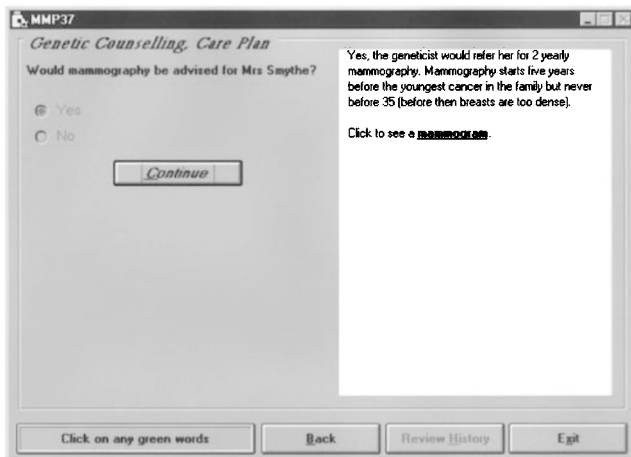 MMP37
Genetic Counselling, Care Plan
Would mammography be advised for Mrs Smythe?
Yes
No
Continue
Yes, the geneticist would refer her for 2 yearly
mammography. Mammography starts five years
before the youngest cancer in the family but never
before 35 (before then breasts are too dense).
Click to see a mammogram.
Click on any green words
Back
Review History
Exit